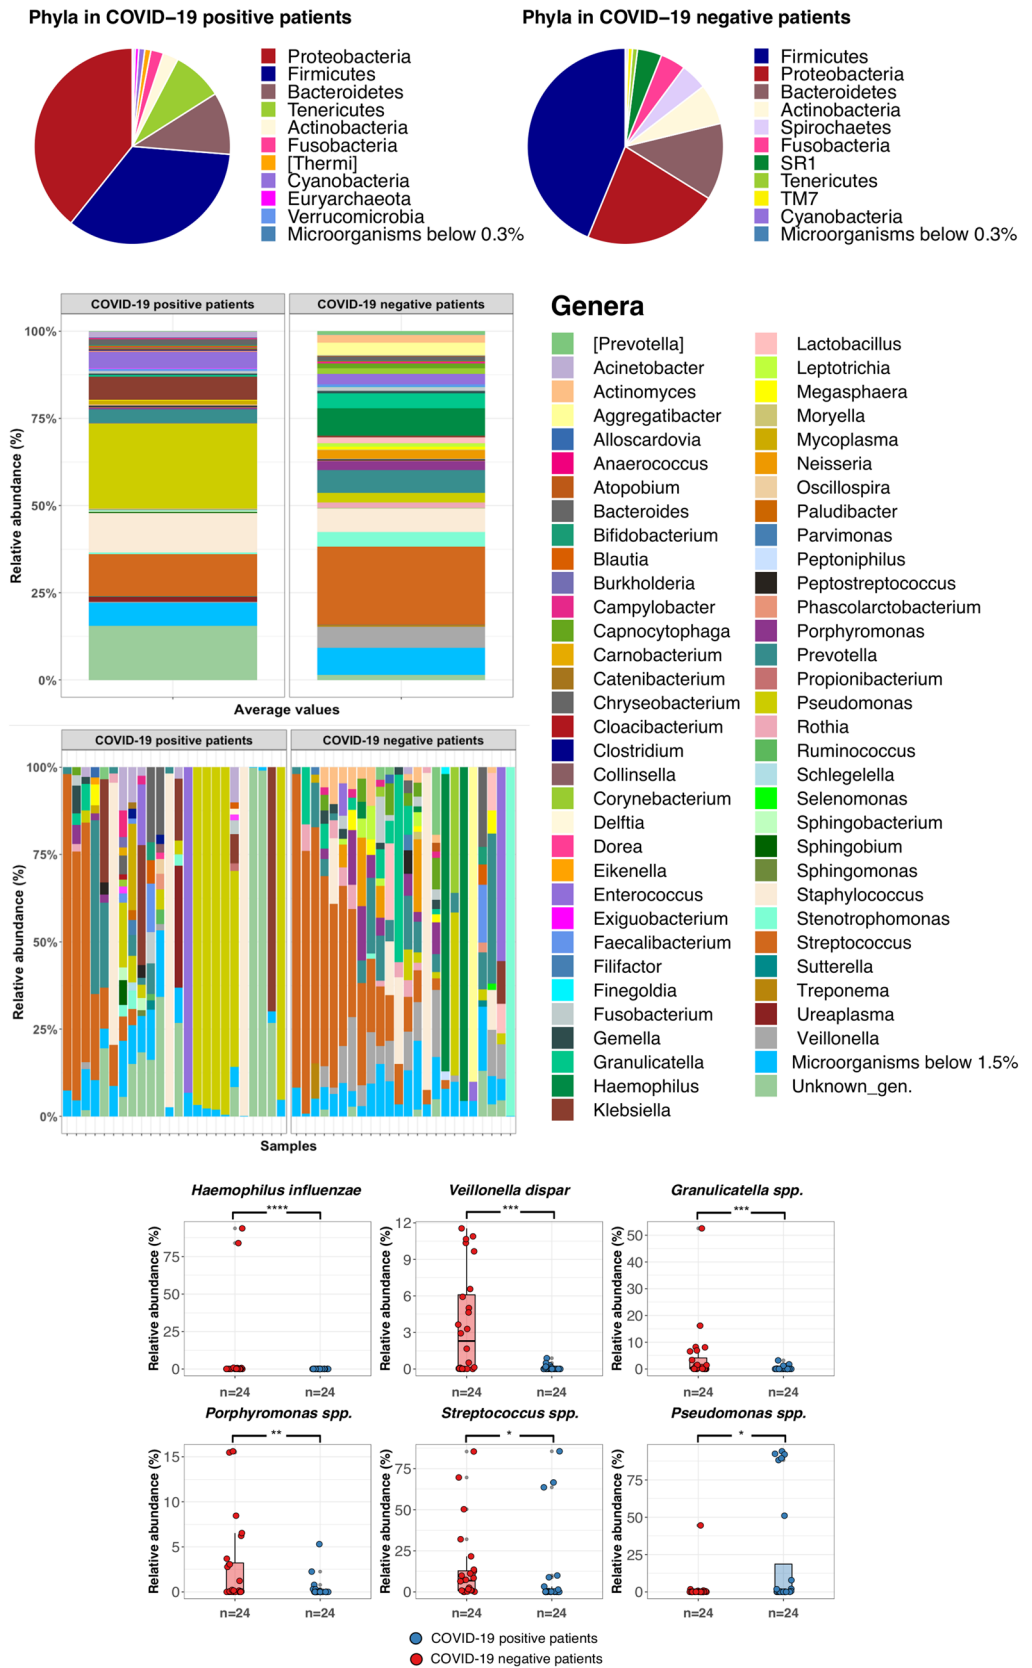 Phyla in COVID−19 positive patients
Proteobacteria
Firmicutes
Bacteroidetes
Tenericutes
Actinobacteria
Fusobacteria
[Thermi]
Cyanobacteria
Euryarchaeota
Verrucomicrobia
Microorganisms below 0.3%
Phyla in COVID−19 negative patients
Firmicutes
Proteobacteria
Bacteroidetes
Actinobacteria
Spirochaetes
Fusobacteria
SR1
Tenericutes
TM7
Cyanobacteria
Microorganisms below 0.3%
COVID-19 positive patients
COVID-19 negative patients
Relative abundance (%)
100%
75%
50%
25%
0%
Average values
COVID-19 positive patients
COVID-19 negative patients
Relative abundance (%)
100%
75%
50%
25%
0%
Samples
Genera
[Prevotella]
Acinetobacter
Actinomyces
Aggregatibacter
Alloscardovia
Anaerococcus
Atopobium
Bacteroides
Bifidobacterium
Blautia
Burkholderia
Campylobacter
Capnocytophaga
Carnobacterium
Catenibacterium
Chryseobacterium
Cloacibacterium
Clostridium
Collinsella
Corynebacterium
Delftia
Dorea
Eikenella
Enterococcus
Exiguobacterium
Faecalibacterium
Filifactor
Finegoldia
Fusobacterium
Gemella
Granulicatella
Haemophilus
Klebsiella
Lactobacillus
Leptotrichia
Megasphaera
Moryella
Mycoplasma
Neisseria
Oscillospira
Paludibacter
Parvimonas
Peptoniphilus
Peptostreptococcus
Phascolarctobacterium
Porphyromonas
Prevotella
Propionibacterium
Pseudomonas
Rothia
Ruminococcus
Schlegelella
Selenomonas
Sphingobacterium
Sphingobium
Sphingomonas
Staphylococcus
Stenotrophomonas
Streptococcus
Sutterella
Treponema
Ureaplasma
Veillonella
Microorganisms below 1.5%
Unknown_gen.
Haemophilus influenzae
****
Relative abundance (%)
75
50
25
0
n=24
n=24
Veillonella dispar
***
Relative abundance (%)
12
9
6
3
0
n=24
n=24
Granulicatella spp.
***
Relative abundance (%)
50
40
30
20
10
0
n=24
n=24
Porphyromonas spp.
**
Relative abundance (%)
15
10
5
0
n=24
n=24
Streptococcus spp.
*
Relative abundance (%)
75
50
25
0
n=24
n=24
Pseudomonas spp.
*
Relative abundance (%)
75
50
25
0
n=24
n=24
COVID-19 positive patients
COVID-19 negative patients